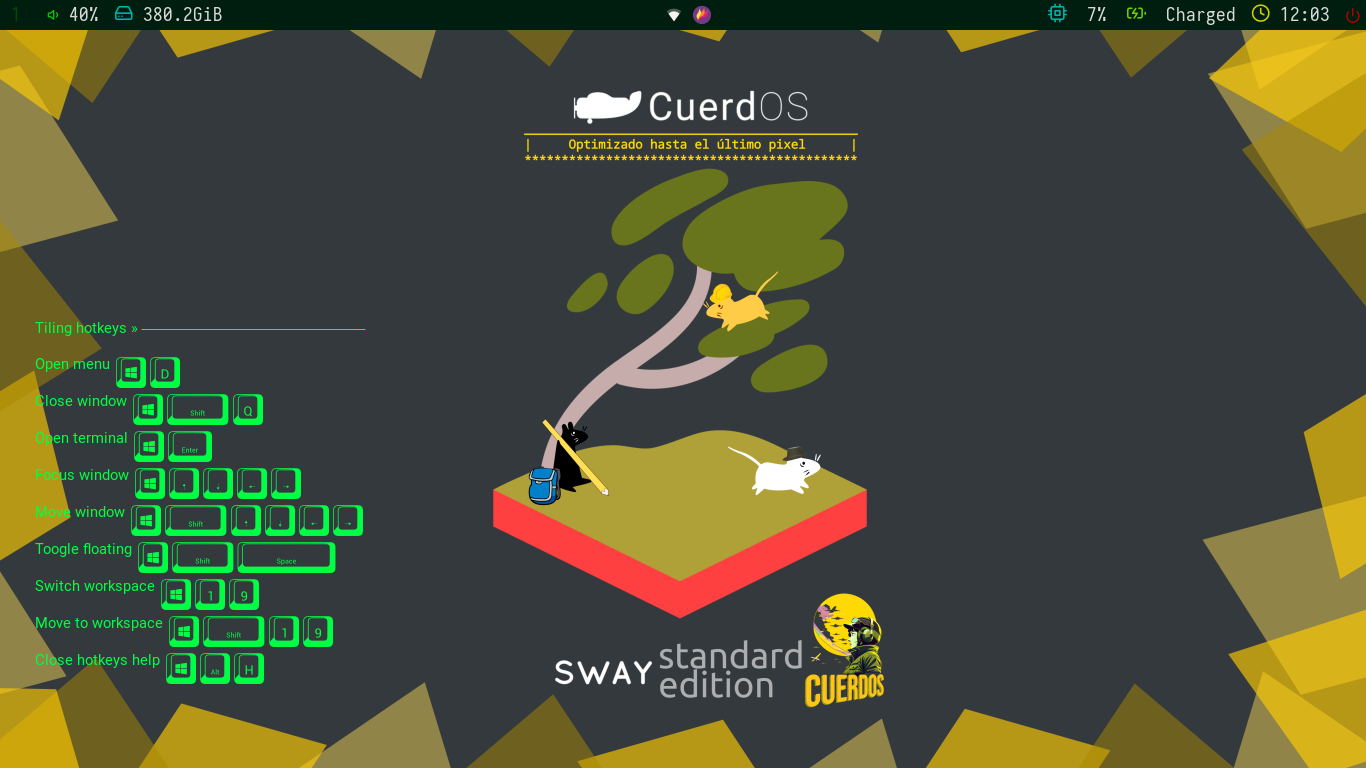 1 40% 380.2GiB 7% Charged 12:03
CuerdOS
| Optimizado hasta el último pixel |
*********************************************
Tiling hotkeys »
Open menu D
Close window Shift Q
Open terminal Enter
Focus window ↑ ↓ ← →
Move window Shift ↑ ↓ ← →
Toogle floating Shift Space
Switch workspace 1 9
Move to workspace Shift 1 9
Close hotkeys help Alt H
SWAY standard
edition
CUERDOS